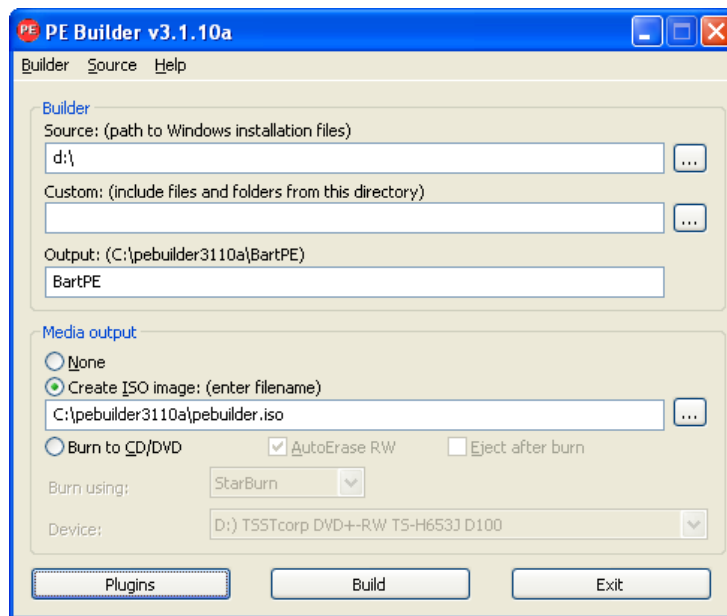 PE PE Builder v3.1.10a
Builder Source Help
Builder
Source: (path to Windows installation files)
d:\
...
Custom: (include files and folders from this directory)
...
Output: (C:\pebuilder3110a\BartPE)
BartPE
Media output
None
Create ISO image: (enter filename)
C:\pebuilder3110a\pebuilder.iso
...
Burn to CD/DVD AutoErase RW Eject after burn
Burn using: StarBurn
Device: D:) TSSTcorp DVD+-RW TS-H653J D100
Plugins Build Exit